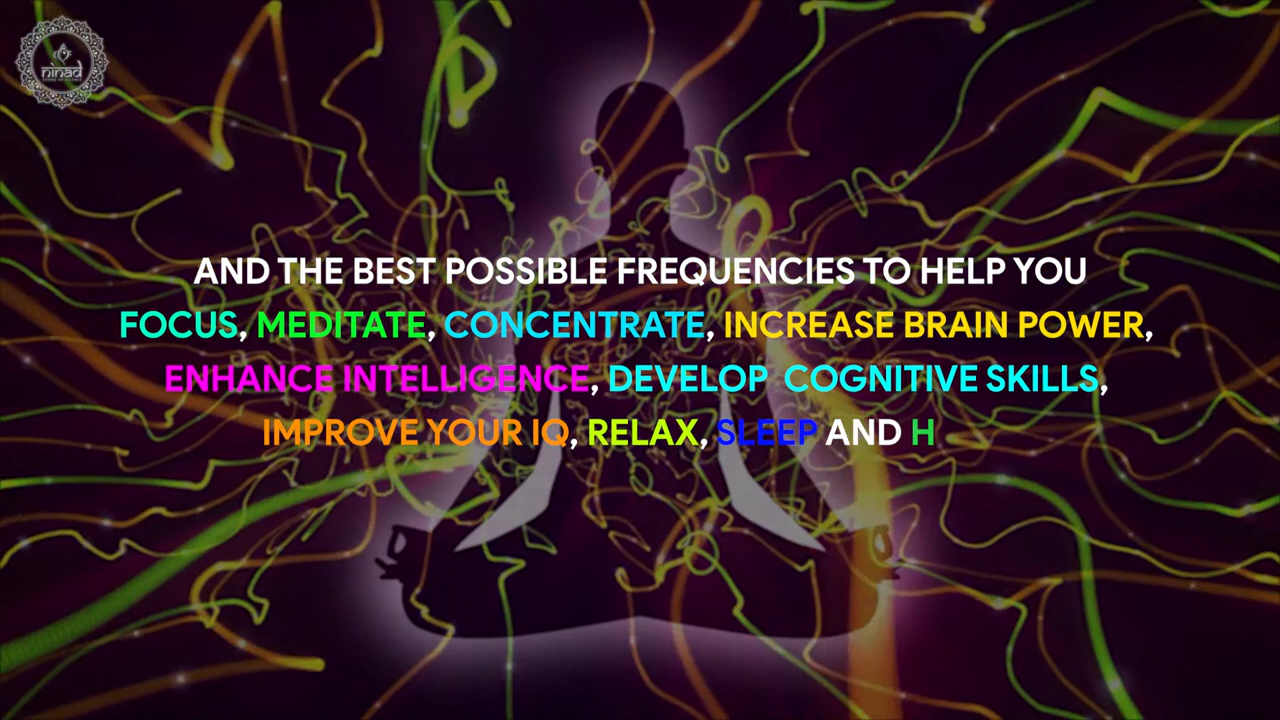 ninad
AND THE BEST POSSIBLE FREQUENCIES TO HELP YOU
FOCUS, MEDITATE, CONCENTRATE, INCREASE BRAIN POWER,
ENHANCE INTELLIGENCE, DEVELOP COGNITIVE SKILLS,
IMPROVE YOUR IQ, RELAX, SLEEP AND H